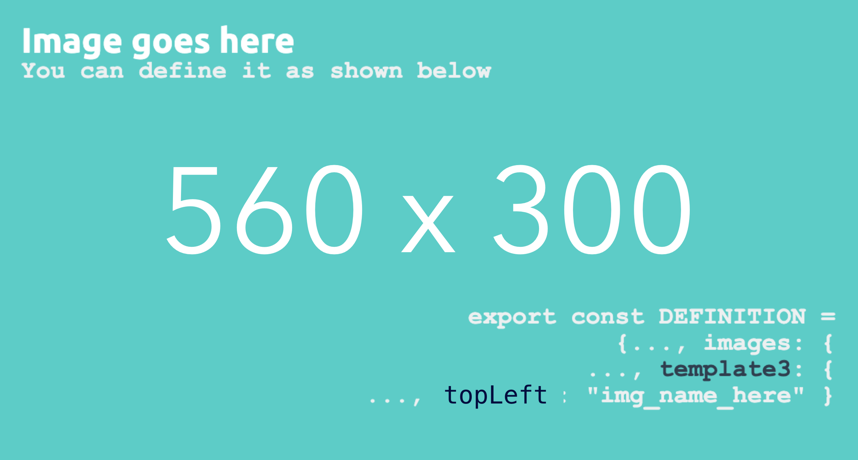 Image goes here
You can define it as shown below
560 x 300
export const DEFINITION =
{..., images: {
..., template3: {
..., topLeft : "img_name_here" }